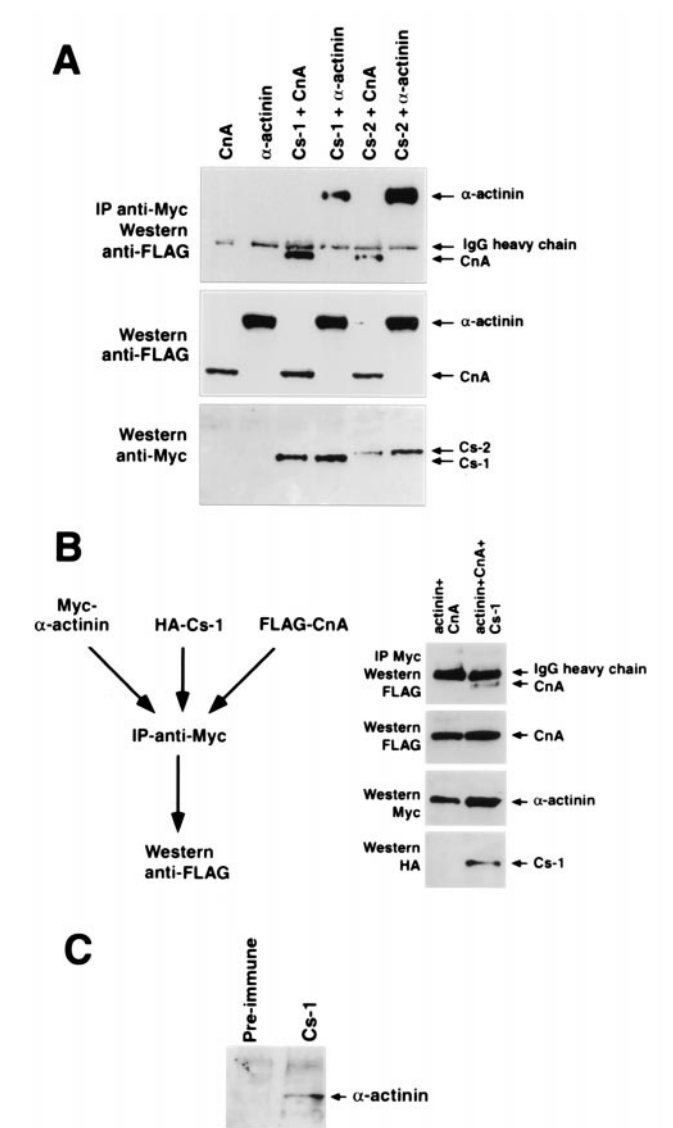 A
CnA
α-actinin
Cs-1 + CnA
Cs-1 + α-actinin
Cs-2 + CnA
Cs-2 + α-actinin
IP anti-Myc
Western
anti-FLAG
α-actinin
IgG heavy chain
CnA
Western
anti-FLAG
α-actinin
CnA
Western
anti-Myc
Cs-2
Cs-1
B
Myc-
α-actinin
HA-Cs-1
FLAG-CnA
IP-anti-Myc
Western
anti-FLAG
actinin+
CnA
actinin+CnA+
Cs-1
IP Myc
Western
FLAG
IgG heavy chain
CnA
Western
FLAG
CnA
Western
Myc
α-actinin
Western
HA
Cs-1
C
Pre-immune
Cs-1
α-actinin